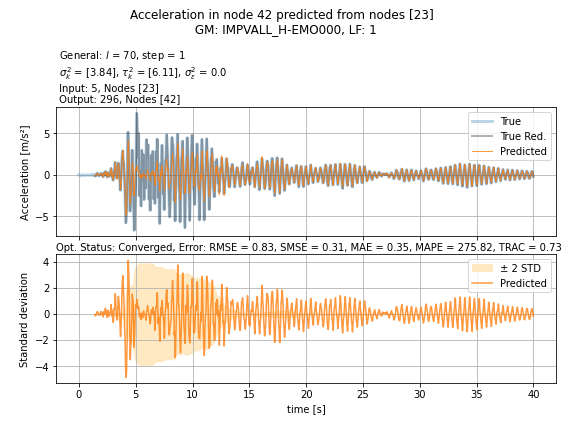 Acceleration in node 42 predicted from nodes [23]
GM: IMPVALL_H-EMO000, LF: 1
General: l = 70, step = 1
σ_k² = [3.84], τ_k² = [6.11], σ_ε² = 0.0
Input: 5, Nodes [23]
Output: 296, Nodes [42]
Acceleration [m/s²]
5
0
−5
True
True Red.
Predicted
Opt. Status: Converged, Error: RMSE = 0.83, SMSE = 0.31, MAE = 0.35, MAPE = 275.82, TRAC = 0.73
Standard deviation
4
2
0
−2
−4
± 2 STD
Predicted
0 5 10 15 20 25 30 35 40
time [s]